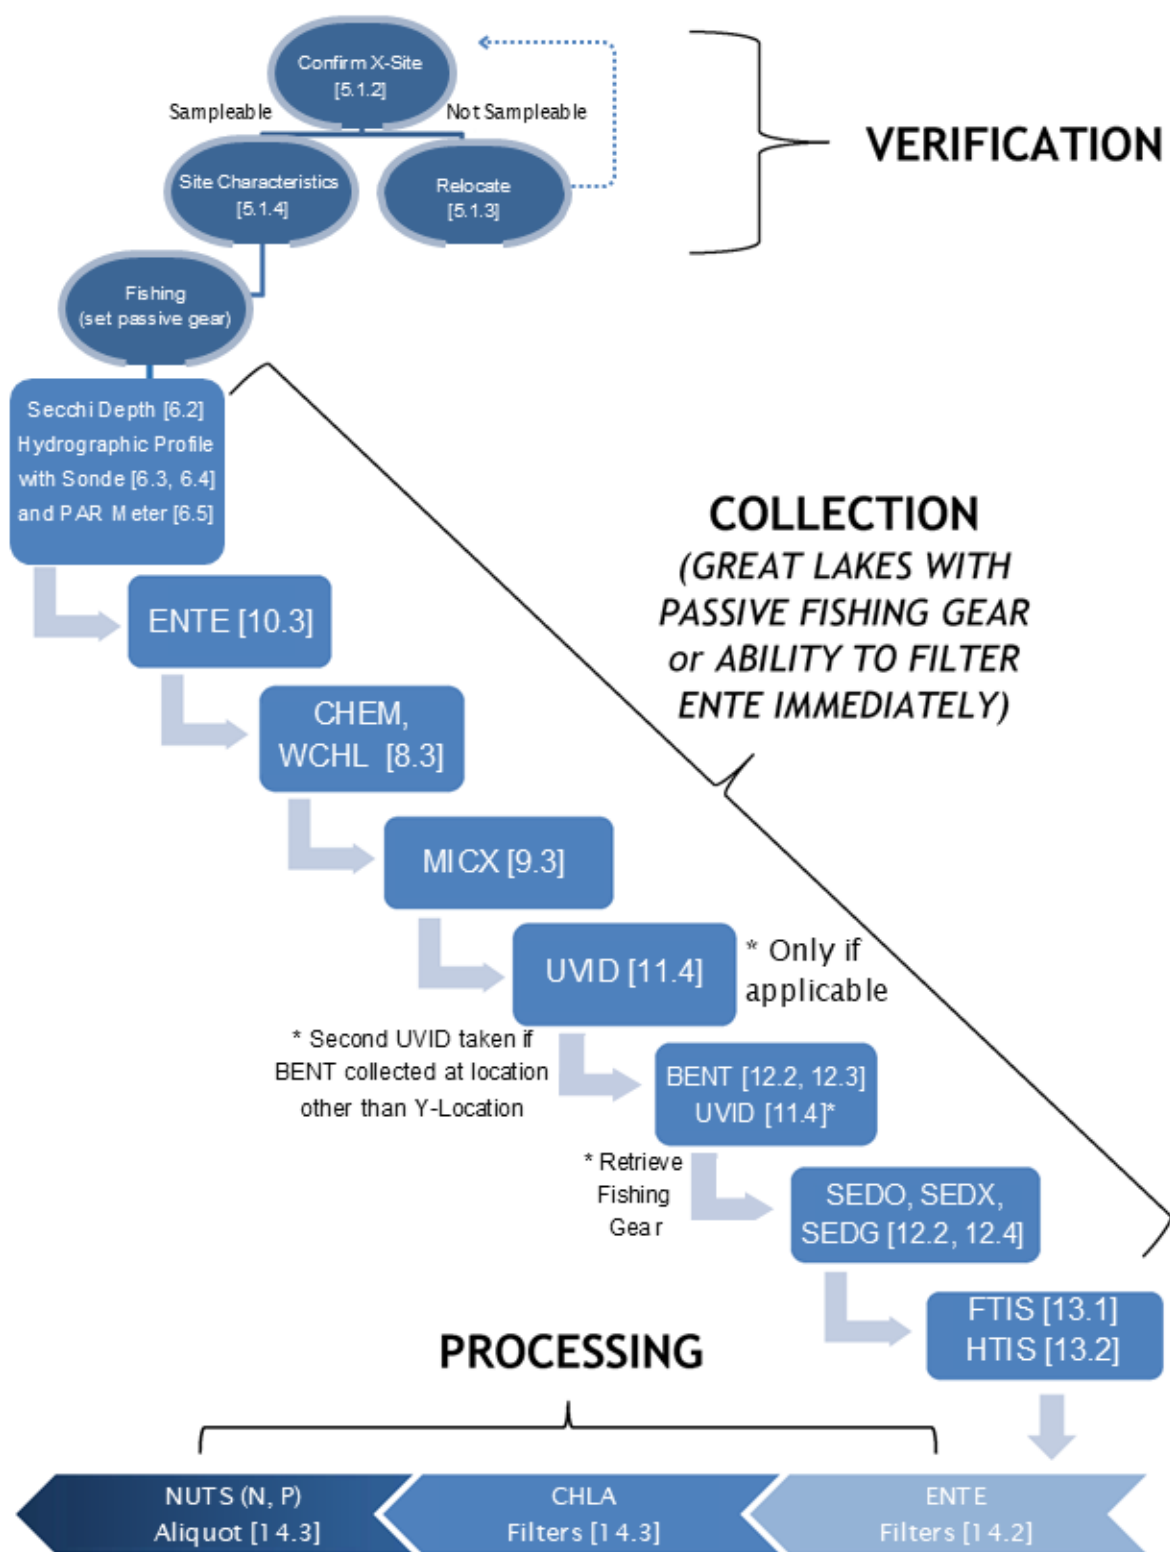 Confirm X-Site
[5.1.2]
Sampleable
Not Sampleable
VERIFICATION
Site Characteristics
[5.1.4]
Relocate
[5.1.3]
Fishing
(set passive gear)
Secchi Depth [6.2]
Hydrographic Profile
with Sonde [6.3, 6.4]
and PAR Meter [6.5]
COLLECTION
(GREAT LAKES WITH
PASSIVE FISHING GEAR
or ABILITY TO FILTER
ENTE IMMEDIATELY)
ENTE [10.3]
CHEM,
WCHL [8.3]
MICX [9.3]
UVID [11.4]
* Only if
applicable
* Second UVID taken if
BENT collected at location
other than Y-Location
BENT [12.2, 12.3]
UVID [11.4]*
* Retrieve
Fishing
Gear
SEDO, SEDX,
SEDG [12.2, 12.4]
FTIS [13.1]
HTIS [13.2]
PROCESSING
NUTS (N, P)
Aliquot [14.3]
CHLA
Filters [14.3]
ENTE
Filters [14.2]